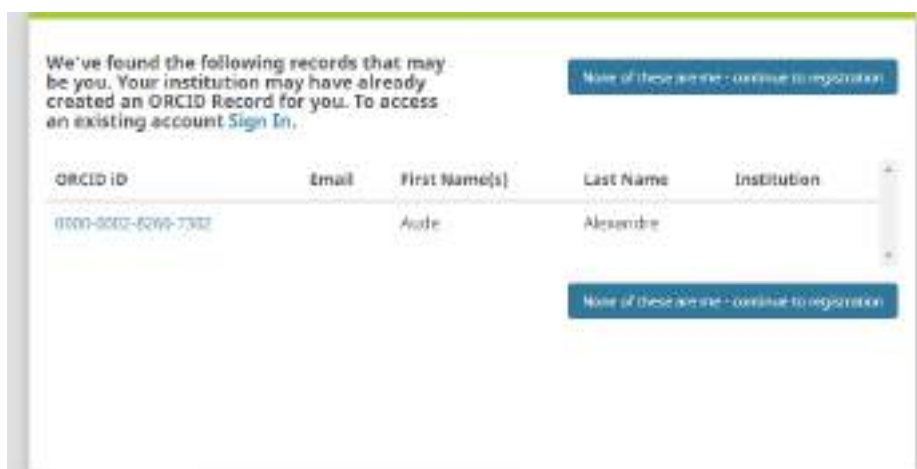 We've found the following records that may
be you. Your institution may have already
created an ORCID Record for you. To access
an existing account Sign In.
None of these are me - continue to registration
ORCID iD Email First Name(s) Last Name Institution
Aude Alexandre
None of these are me - continue to registration